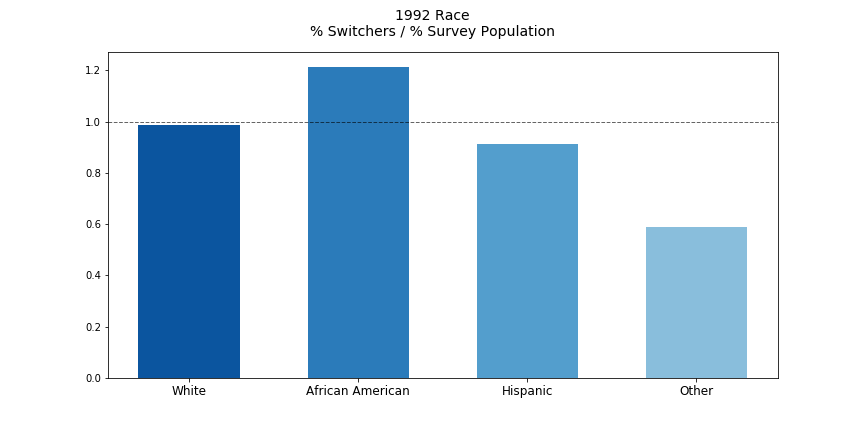 1992 Race
% Switchers / % Survey Population
1.2
1.0
0.8
0.6
0.4
0.2
0.0
White
African American
Hispanic
Other